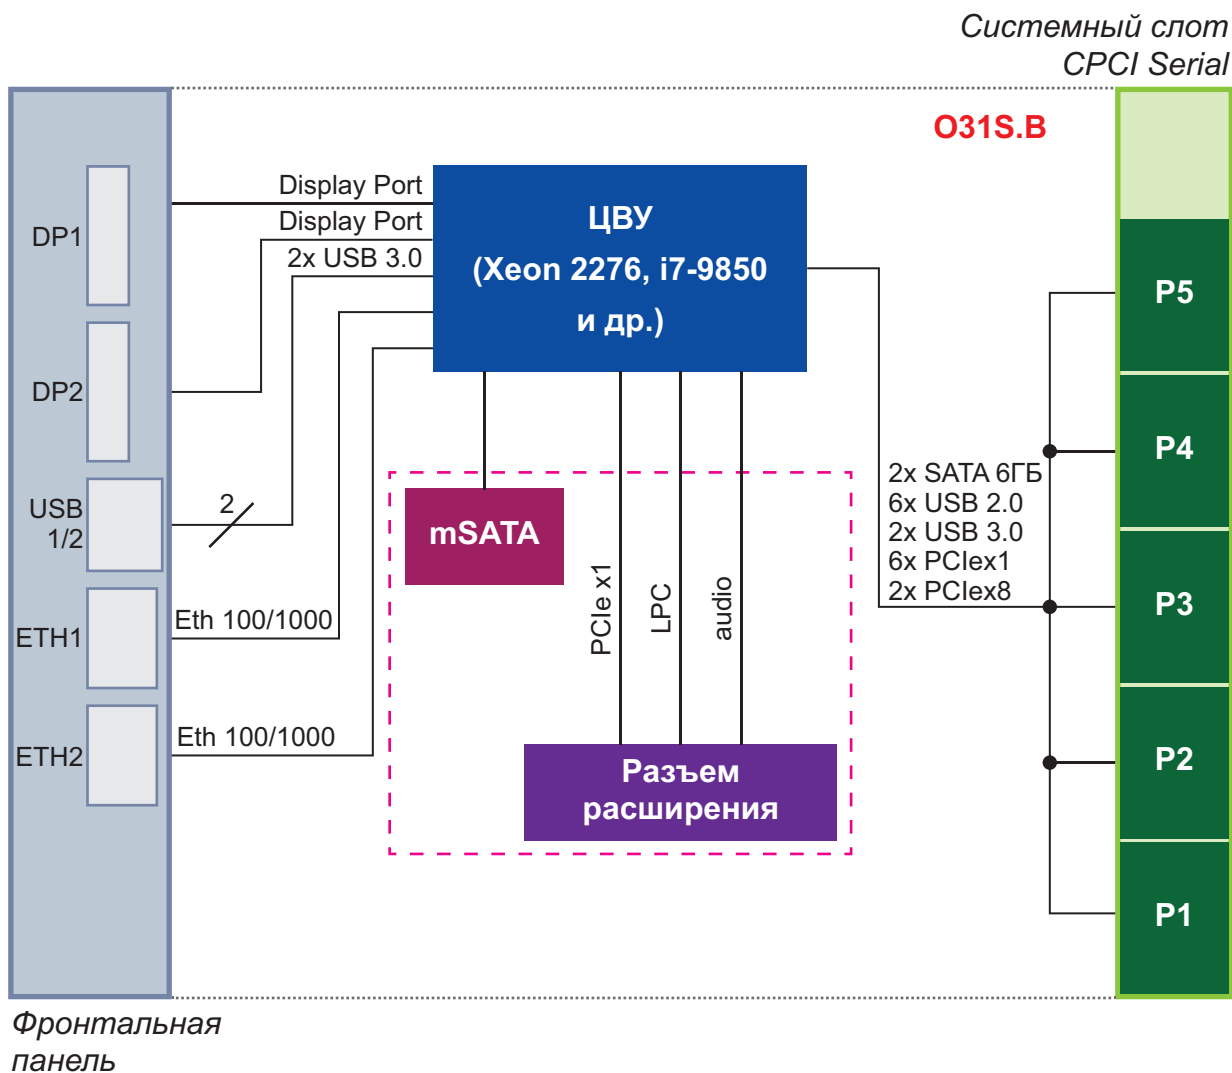 Системный слот
CPCI Serial
O31S.B
DP1
DP2
USB
1/2
ETH1
ETH2
Display Port
Display Port
2x USB 3.0
2
Eth 100/1000
Eth 100/1000
ЦВУ
(Xeon 2276, i7-9850
и др.)
mSATA
PCIe x1
LPC
audio
Разъем
расширения
2x SATA 6ГБ
6x USB 2.0
2x USB 3.0
6x PCIex1
2x PCIex8
P5
P4
P3
P2
P1
Фронтальная
панель